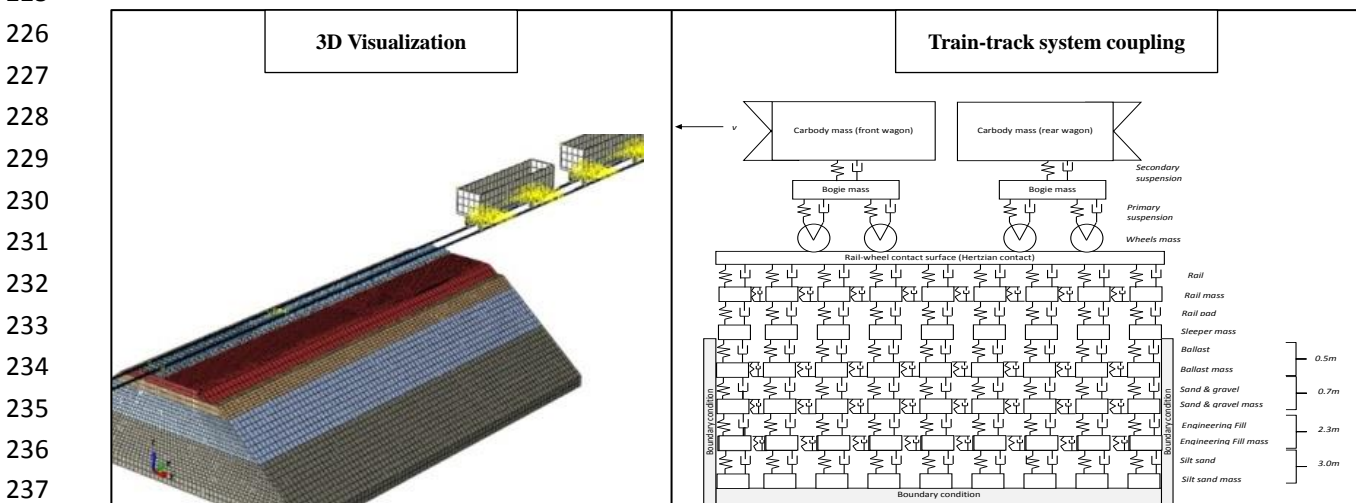 226
227
228
229
230
231
232
233
234
235
236
237
3D Visualization
Train-track system coupling
v
Carbody mass (front wagon)
Carbody mass (rear wagon)
Secondary
suspension
Bogie mass
Bogie mass
Primary
suspension
Wheels mass
Rail-wheel contact surface (Hertzian contact)
Rail
Rail mass
Rail pad
Sleeper mass
Ballast
0.5m
Ballast mass
Sand & gravel
0.7m
Sand & gravel mass
Engineering Fill
2.3m
Engineering Fill mass
Silt sand
3.0m
Silt sand mass
Boundary condition
Boundary condition
Boundary condition